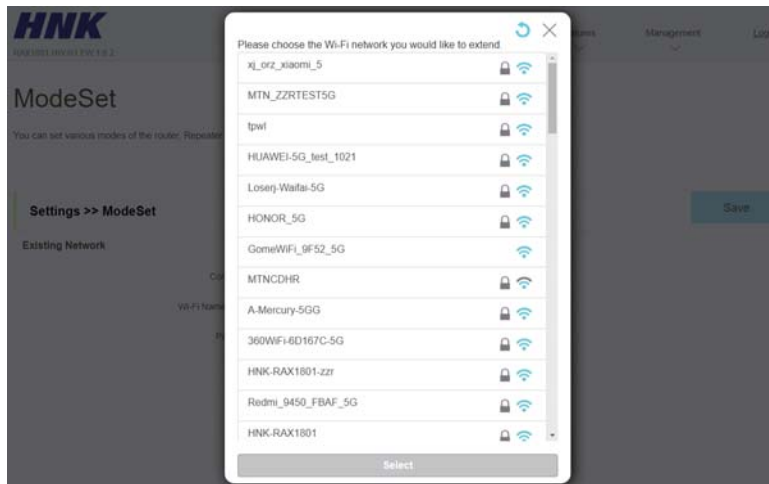 HNK
Management
ModeSet
You can set various modes of the router. Repeater
Settings >> ModeSet
Save
Existing Network
Wi-Fi Name
Please choose the Wi-Fi network you would like to extend.
xj_orz_xiaomi_5
MTN_ZZRTEST5G
tpwl
HUAWEI-5G_test_1021
Loserj-Waifai-5G
HONOR_5G
GomeWiFi_9F52_5G
MTNCDHR
A-Mercury-5GG
360WiFi-6D167C-5G
HNK-RAX1801-zzr
Redmi_9450_FBAF_5G
HNK-RAX1801
Select